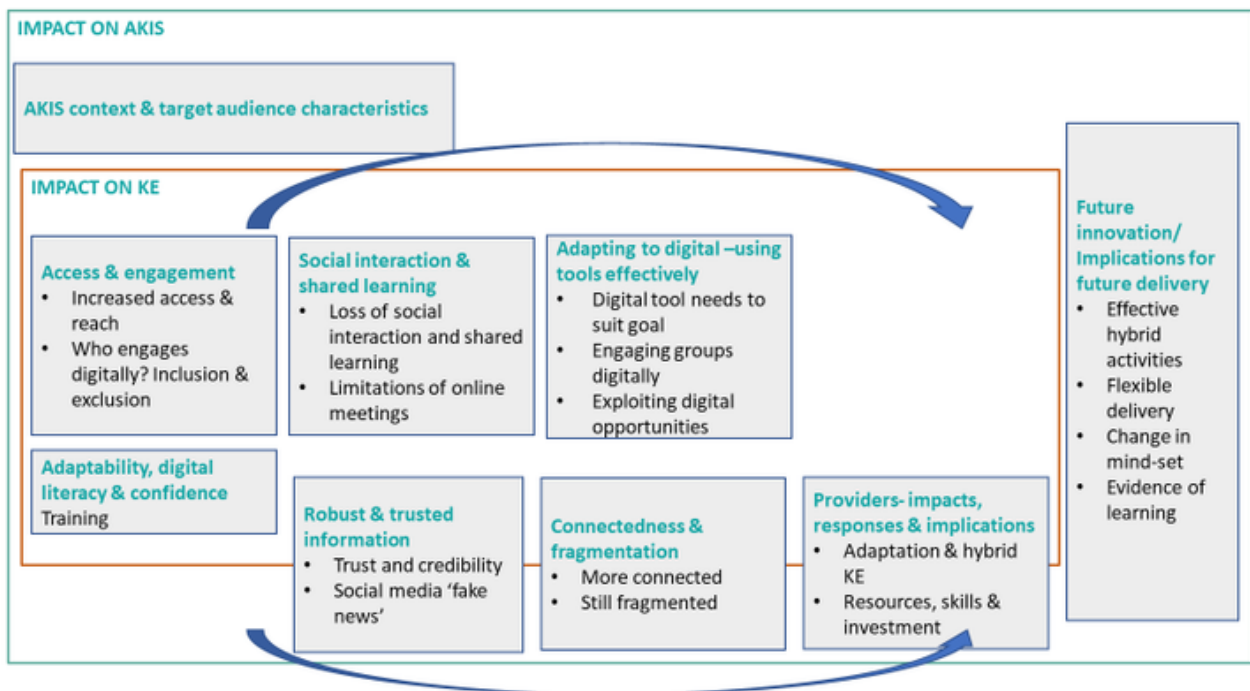 IMPACT ON AKIS
AKIS context & target audience characteristics
IMPACT ON KE
Access & engagement
• Increased access &
reach
• Who engages
digitally? Inclusion &
exclusion
Social interaction &
shared learning
• Loss of social
interaction and shared
learning
• Limitations of online
meetings
Adapting to digital –using
tools effectively
• Digital tool needs to
suit goal
• Engaging groups
digitally
• Exploiting digital
opportunities
Adaptability, digital
literacy & confidence
Training
Robust & trusted
information
• Trust and credibility
• Social media ‘fake
news’
Connectedness &
fragmentation
• More connected
• Still fragmented
Providers- impacts,
responses & implications
• Adaptation & hybrid
KE
• Resources, skills &
investment
Future
innovation/
Implications for
future delivery
• Effective
hybrid
activities
• Flexible
delivery
• Change in
mind-set
• Evidence of
learning